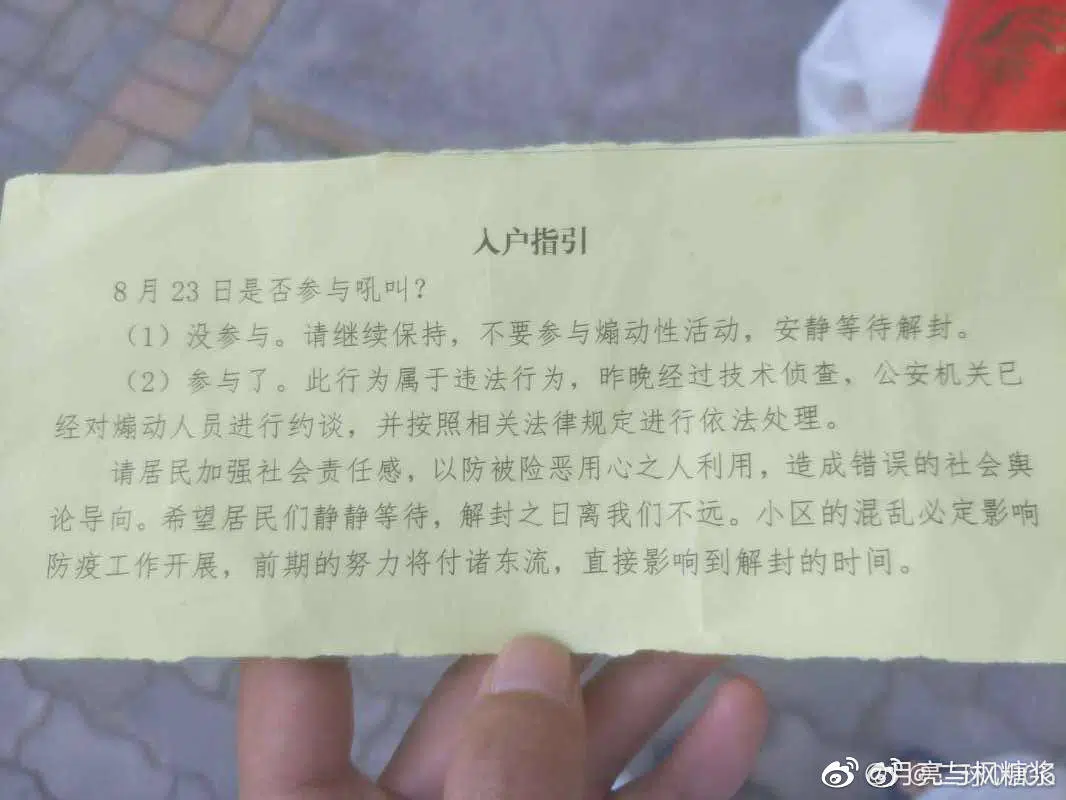 入户指引
8月23日是否参与吼叫？
（1）没参与。请继续保持，不要参与煽动性活动，安静等待解封。
（2）参与了。此行为属于违法行为，昨晚经过技术侦查，公安机关已
经对煽动人员进行约谈，并按照相关法律规定进行依法处理。
请居民加强社会责任感，以防被险恶用心之人利用，造成错误的社会舆
论导向。希望居民们静静等待，解封之日离我们不远。小区的混乱必定影响
防疫工作开展，前期的努力将付诸东流，直接影响到解封的时间。
月亮与枫糖浆